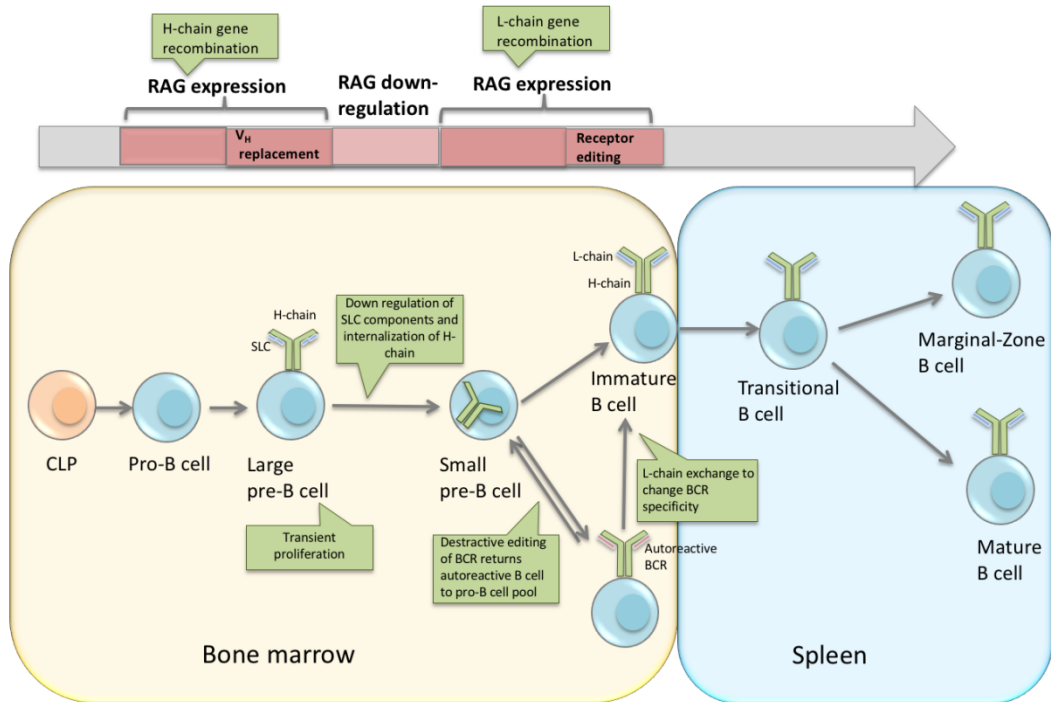 H-chain gene
recombination
L-chain gene
recombination
RAG expression
RAG down-
regulation
RAG expression
VH
replacement
Receptor
editing
L-chain
H-chain
H-chain
SLC
Down regulation of
SLC components and
internalization of H-
chain
Immature
B cell
Transitional
B cell
Marginal-Zone
B cell
CLP
Pro-B cell
Large
pre-B cell
Small
pre-B cell
L-chain exchange to
change BCR
specificity
Transient
proliferation
Destractive editing
of BCR returns
autoreactive B cell
to pro-B cell pool
Autoreactive
BCR
Mature
B cell
Bone marrow
Spleen